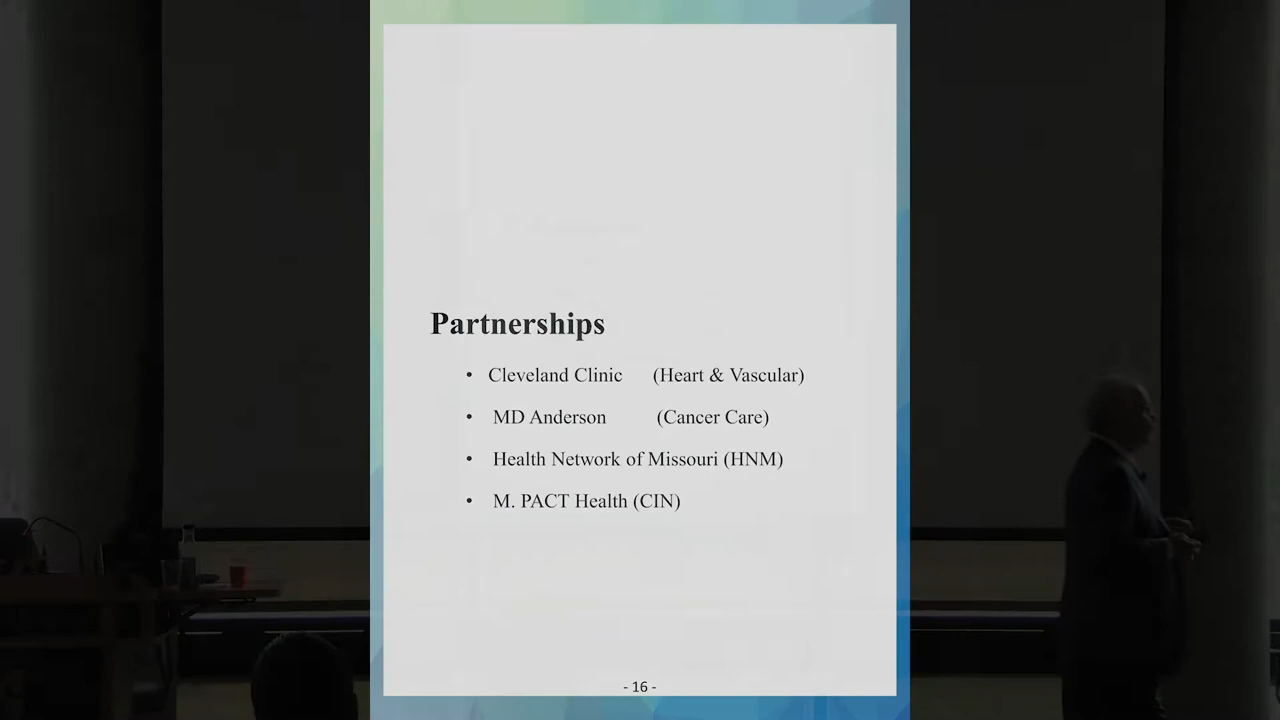 Partnerships
• Cleveland Clinic (Heart & Vascular)
• MD Anderson (Cancer Care)
• Health Network of Missouri (HNM)
• M. PACT Health (CIN)
- 16 -